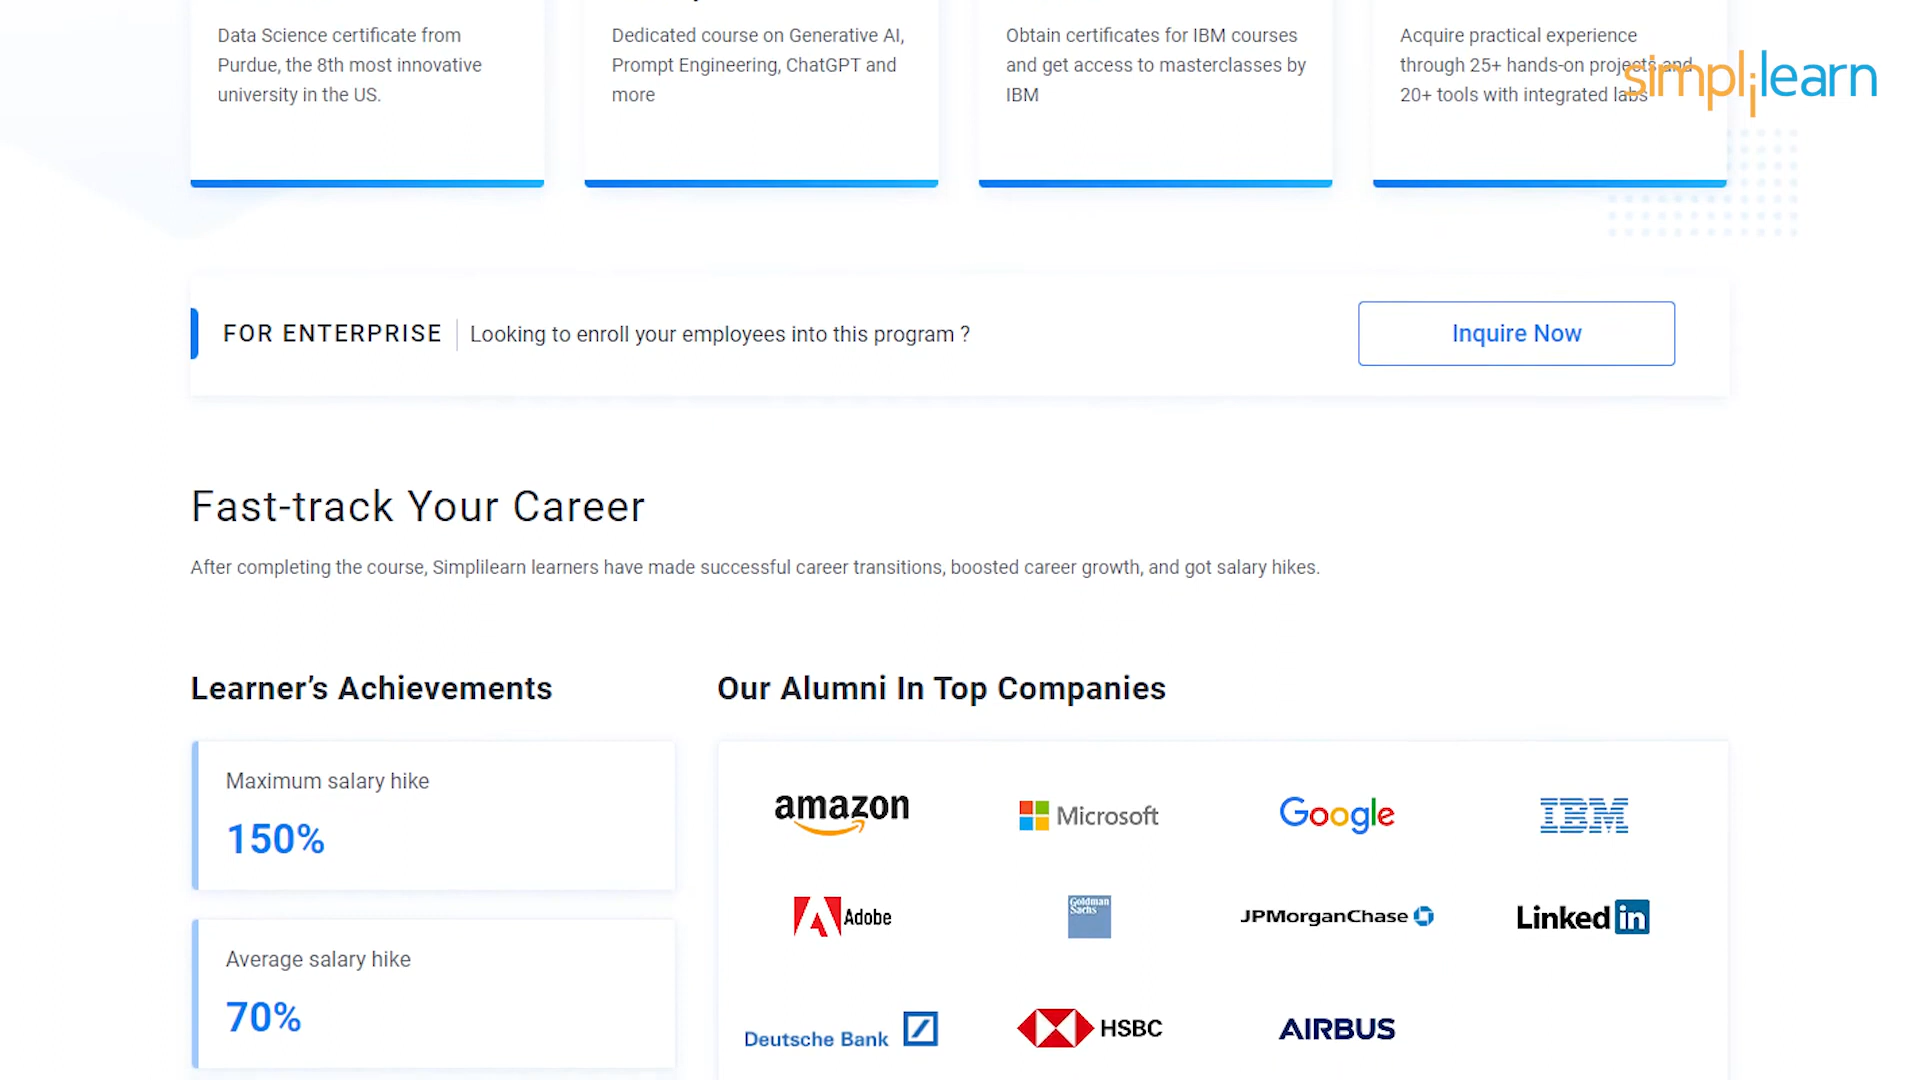 Data Science certificate from
Purdue, the 8th most innovative
university in the US.
Dedicated course on Generative AI,
Prompt Engineering, ChatGPT and
more
Obtain certificates for IBM courses
and get access to masterclasses by
IBM
Acquire practical experience
through 25+ hands-on projects and
20+ tools with integrated labs
simplilearn
FOR ENTERPRISE
Looking to enroll your employees into this program ?
Inquire Now
Fast-track Your Career
After completing the course, Simplilearn learners have made successful career transitions, boosted career growth, and got salary hikes.
Learner’s Achievements
Maximum salary hike
150%
Average salary hike
70%
Our Alumni In Top Companies
amazon
Microsoft
Google
IBM
Adobe
Goldman
Sachs
JPMorganChase
Linked in
Deutsche Bank
HSBC
AIRBUS